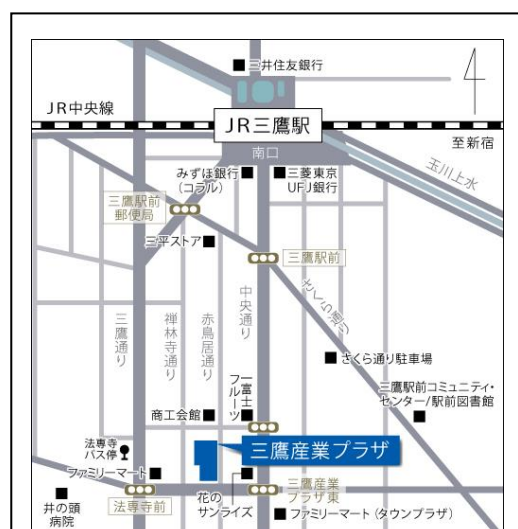 三井住友銀行
JR中央線
JR三鷹駅
至新宿
南口
玉川上水
みずほ銀行
(コラル)
三菱東京
UFJ銀行
三鷹駅前
郵便局
三平ストア
三鷹駅前
三鷹通り
禅林寺通り
赤鳥居通り
中央通り
さくら通り
さくら通り駐車場
三鷹駅前コミュニティ・
センター/駅前図書館
商工会館
一富士
フルーツ
三鷹産業プラザ
法専寺
バス停
ファミリーマート
井の頭
病院
法専寺前
花の
サンライズ
三鷹産業
プラザ東
ファミリーマート(タウンプラザ)